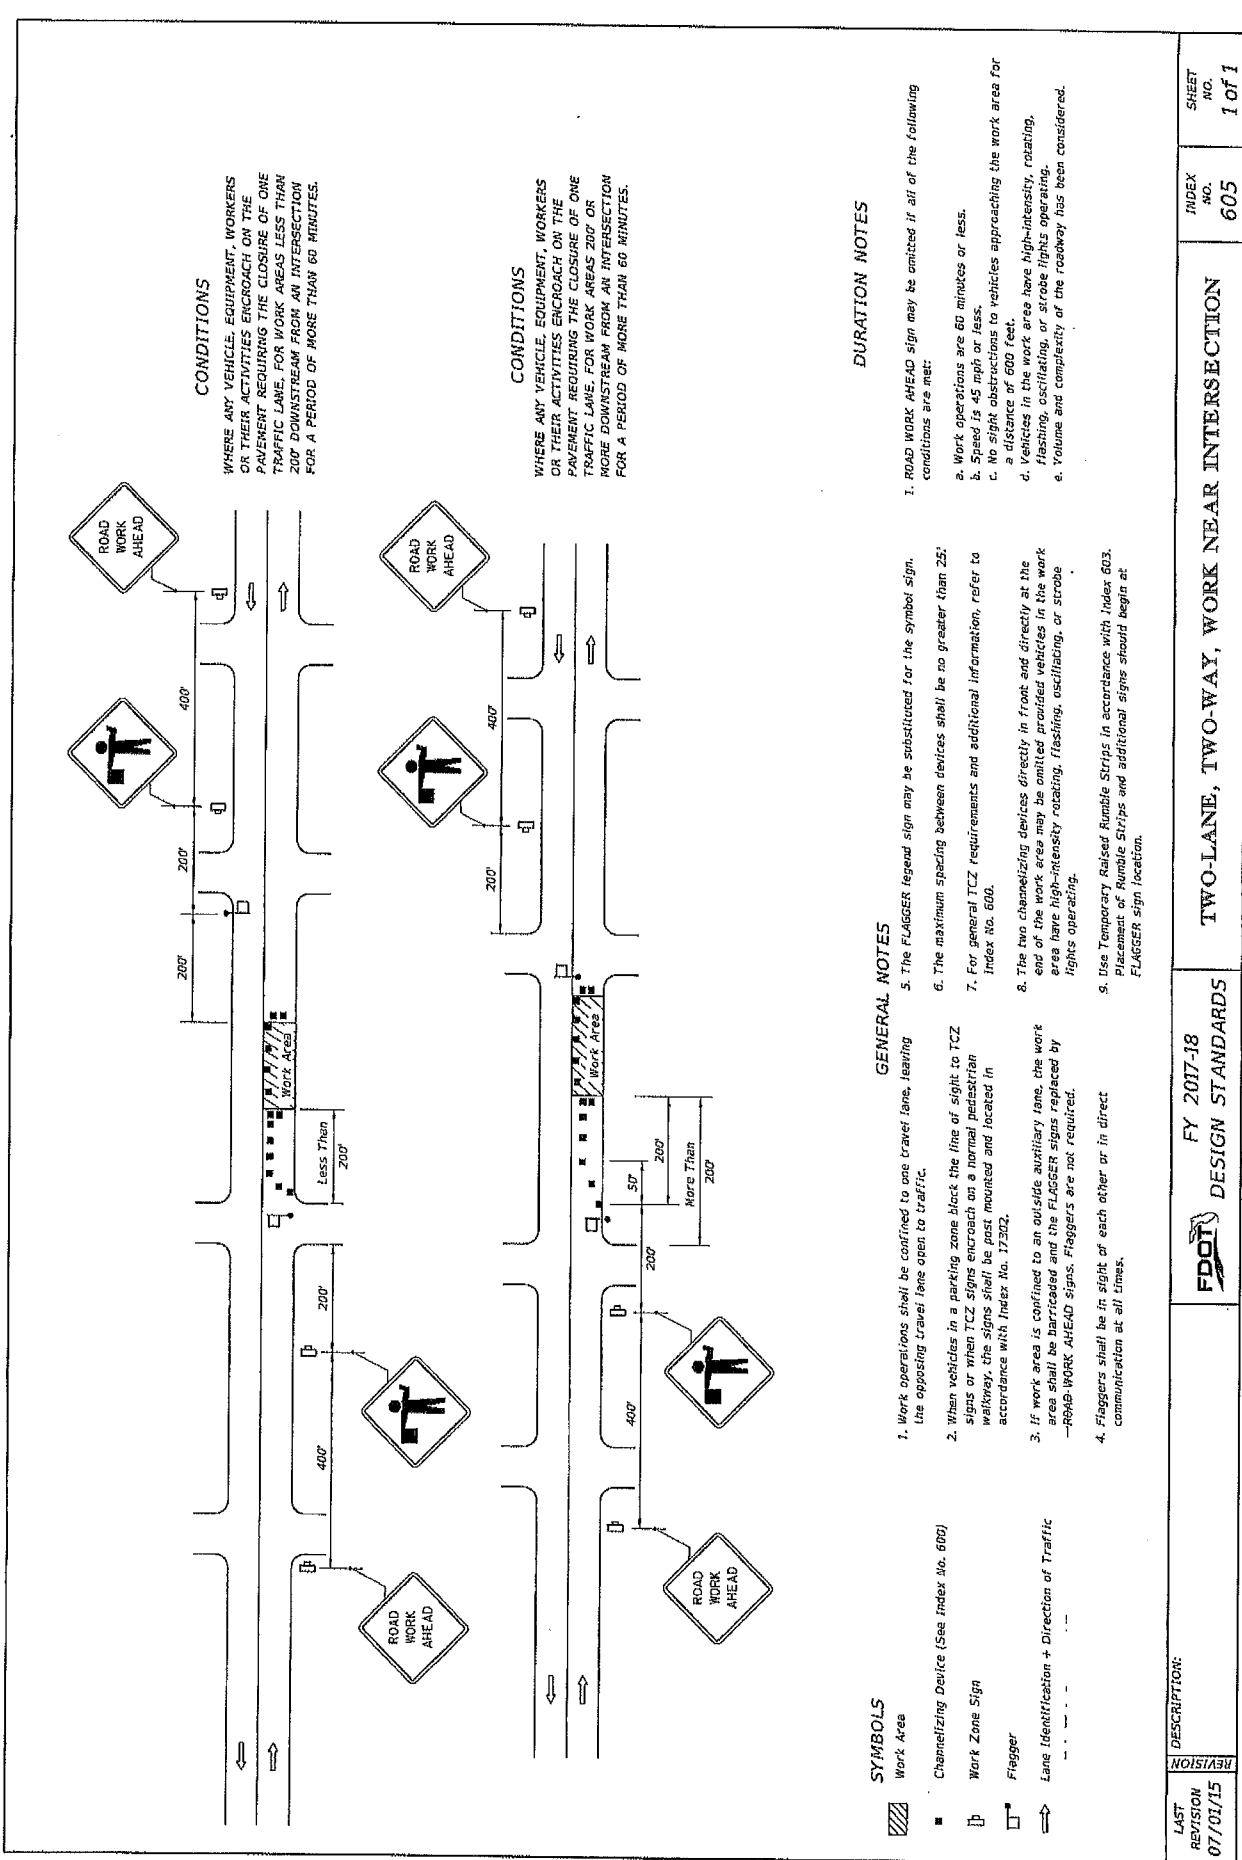 CONDITIONS
WHERE ANY VEHICLE, EQUIPMENT, WORKERS
OR THEIR ACTIVITIES ENCROACH ON THE
PAVEMENT REQUIRING THE CLOSURE OF ONE
TRAFFIC LANE, FOR WORK AREAS LESS THAN
200' DOWNSTREAM FROM AN INTERSECTION
FOR A PERIOD OF MORE THAN 60 MINUTES.
ROAD
WORK
AHEAD
400'
200'
200'
Work Area
Less Than
200'
200'
400'
ROAD
WORK
AHEAD
CONDITIONS
WHERE ANY VEHICLE, EQUIPMENT, WORKERS
OR THEIR ACTIVITIES ENCROACH ON THE
PAVEMENT REQUIRING THE CLOSURE OF ONE
TRAFFIC LANE, FOR WORK AREAS 200' OR
MORE DOWNSTREAM FROM AN INTERSECTION
FOR A PERIOD OF MORE THAN 60 MINUTES.
ROAD
WORK
AHEAD
400'
200'
Work Area
50'
200'
More Than
200'
200'
400'
ROAD
WORK
AHEAD
SYMBOLS
Work Area
Channelizing Device (See Index No. 600)
Work Zone Sign
Flagger
Lane Identification + Direction of Traffic
GENERAL NOTES
1. Work operations shall be confined to one travel lane, leaving
the opposing travel lane open to traffic.
2. When vehicles in a parking zone block the line of sight to TCZ
signs or when TCZ signs encroach on a normal pedestrian
walkway, the signs shall be post mounted and located in
accordance with Index No. 17302.
3. If work area is confined to an outside auxiliary lane, the work
area shall be barricaded and the FLAGGER signs replaced by
ROAD WORK AHEAD signs. Flaggers are not required.
4. Flaggers shall be in sight of each other or in direct
communication at all times.
5. The FLAGGER legend sign may be substituted for the symbol sign.
6. The maximum spacing between devices shall be no greater than 25'.
7. For general TCZ requirements and additional information, refer to
Index No. 600.
8. The two channelizing devices directly in front and directly at the
end of the work area may be omitted provided vehicles in the work
area have high-intensity rotating, flashing, oscillating, or strobe
lights operating.
9. Use Temporary Raised Rumble Strips in accordance with Index 603.
Placement of Rumble Strips and additional signs should begin at
FLAGGER sign location.
DURATION NOTES
1. ROAD WORK AHEAD sign may be omitted if all of the following
conditions are met:
a. Work operations are 60 minutes or less.
b. Speed is 45 mph or less.
c. No sight obstructions to vehicles approaching the work area for
a distance of 600 feet.
d. Vehicles in the work area have high-intensity, rotating,
flashing, oscillating, or strobe lights operating.
e. Volume and complexity of the roadway has been considered.
LAST
REVISION
07/01/15
REVISION
DESCRIPTION:
FDOT
FY 2017-18
DESIGN STANDARDS
TWO-LANE, TWO-WAY, WORK NEAR INTERSECTION
INDEX
NO.
605
SHEET
NO.
1 of 1